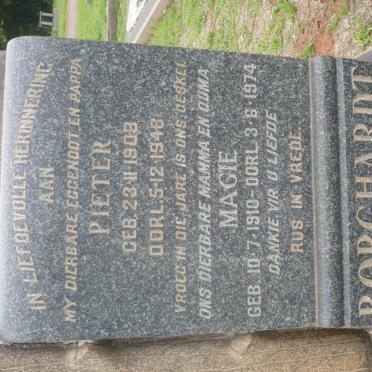 IN LIEFDEVOLLE HERINNERING
AAN
MY DIERBARE EGGENOOT EN PAPPA
PIETER
GEB. 23·11·1903
OORL. 5·12·1948
VROEG IN DIE JARE IS ONS GESKEI
ONS DIERBARE MAMMA EN OUMA
MAGIE
GEB. 10·7·1910 - OORL. 3·8·1974
DANKIE VIR U LIEFDE
RUS IN VREDE.
BORCHARDT